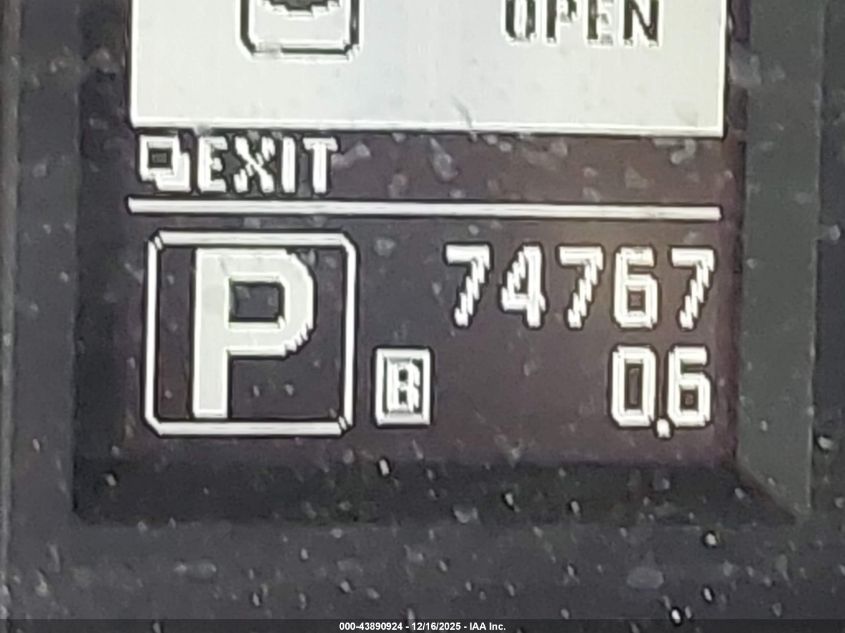 OPEN
EXIT
P
74767
B
0.6
000-43890924 - 12/16/2025 - IAA Inc.